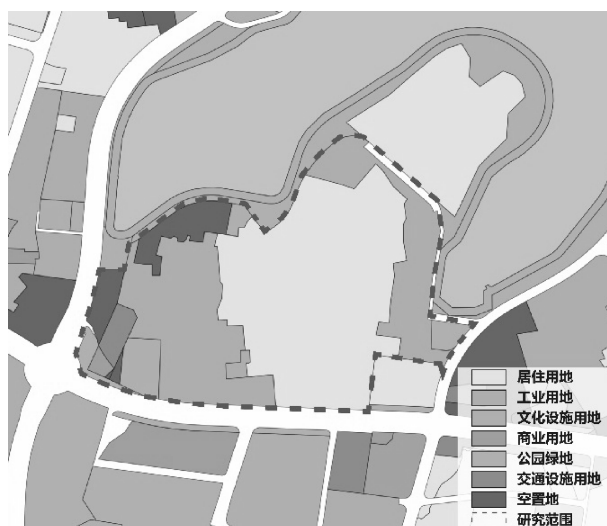 居住用地
工业用地
文化设施用地
商业用地
公园绿地
交通设施用地
空置地
研究范围